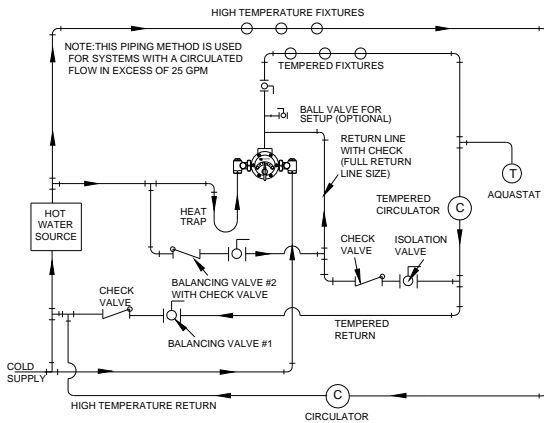 HIGH TEMPERATURE FIXTURES
NOTE:THIS PIPING METHOD IS USED
FOR SYSTEMS WITH A CIRCULATED
FLOW IN EXCESS OF 25 GPM
TEMPERED FIXTURES
BALL VALVE FOR
SETUP (OPTIONAL)
RETURN LINE
WITH CHECK
(FULL RETURN
LINE SIZE)
T
AQUASTAT
HEAT
TRAP
TEMPERED
CIRCULATOR
C
HOT
WATER
SOURCE
CHECK
VALVE
ISOLATION
VALVE
BALANCING VALVE #2
WITH CHECK VALVE
CHECK
VALVE
TEMPERED
RETURN
BALANCING VALVE #1
COLD
SUPPLY
HIGH TEMPERATURE RETURN
C
CIRCULATOR